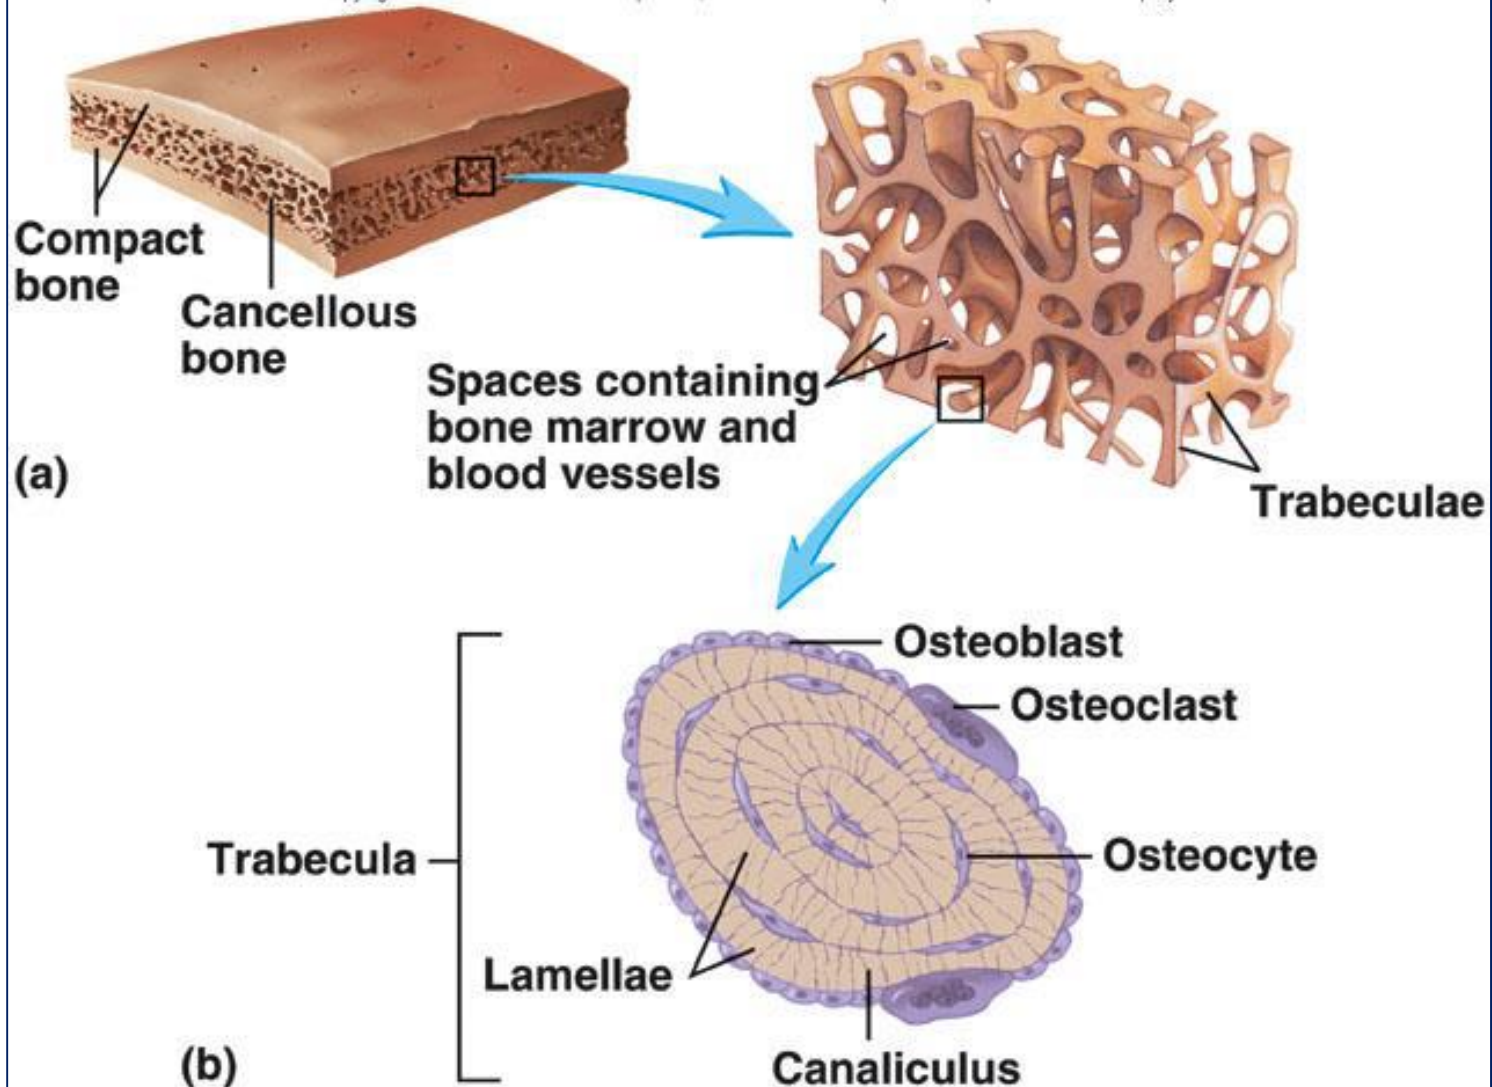 Compact
bone
Cancellous
bone
Spaces containing
bone marrow and
blood vessels
(a)
Trabeculae
Osteoblast
Osteoclast
Trabecula
Osteocyte
Lamellae
(b)
Canaliculus